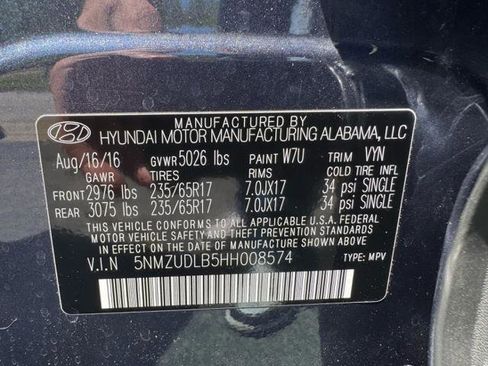 MANUFACTURED BY
HYUNDAI MOTOR MANUFACTURING ALABAMA, LLC
Aug/16/16 GVWR 5026 lbs PAINT W7U TRIM VYN
GAWR TIRES RIMS COLD TIRE INFL
FRONT 2976 lbs 235/65R17 7.0JX17 34 psi SINGLE
REAR 3075 lbs 235/65R17 7.0JX17 34 psi SINGLE
THIS VEHICLE CONFORMS TO ALL APPLICABLE U.S.A. FEDERAL
MOTOR VEHICLE SAFETY AND THEFT PREVENTION STANDARDS
IN EFFECT ON THE DATE OF MANUFACTURE SHOWN ABOVE.
V.I.N 5NMZUDLB5HH008574
TYPE: MPV